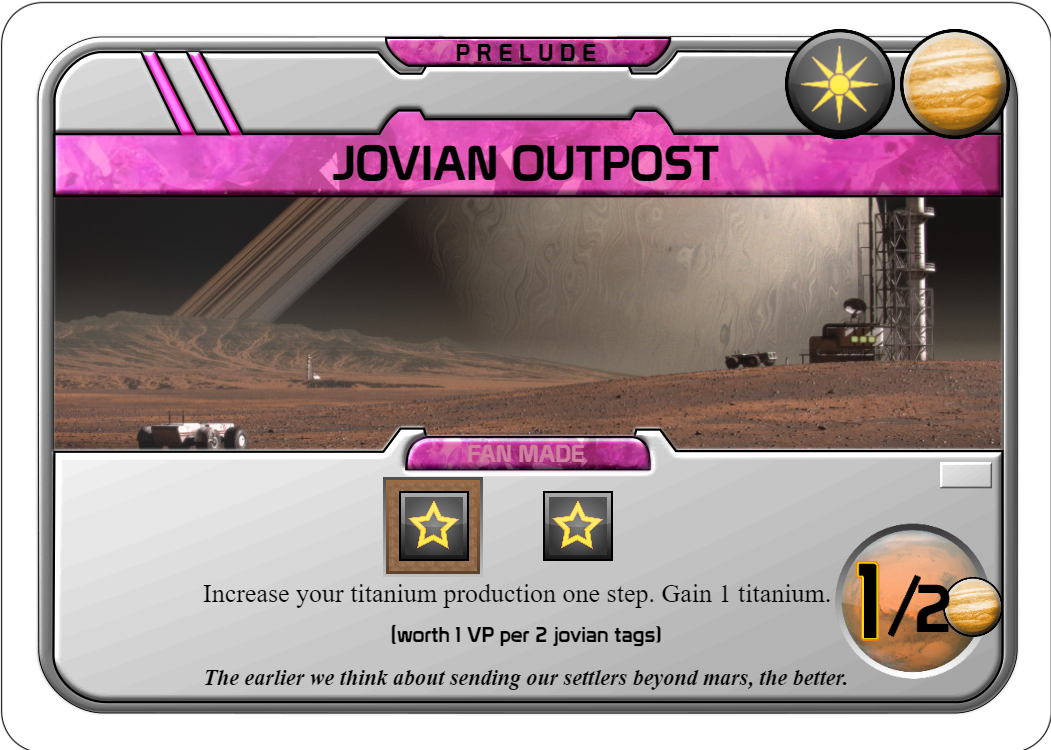 PRELUDE
JOVIAN OUTPOST
FAN MADE
Increase your titanium production one step. Gain 1 titanium.
1/2
(worth 1 VP per 2 jovian tags)
The earlier we think about sending our settlers beyond mars, the better.